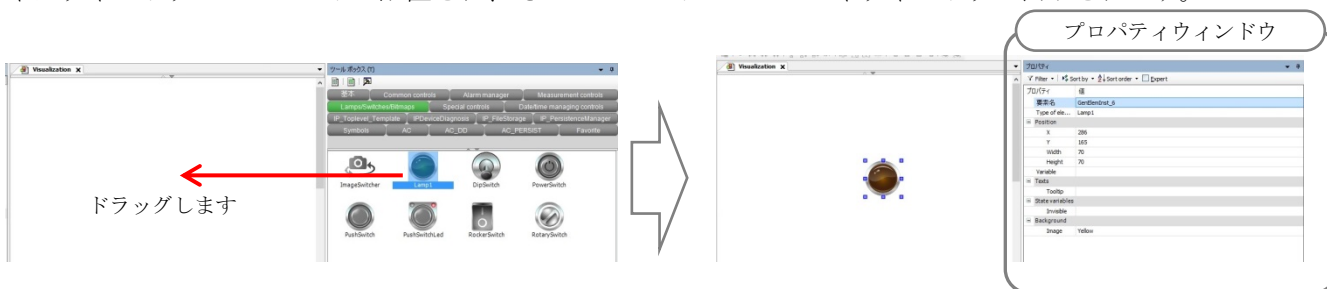 プロパティウィンドウ
Visualization x
ツール ボックス (Y)
基本 Common controls Alarm manager Measurement controls
Lamps/Switches/Bitmaps Special controls Date/time managing controls
IP_Toplevel_Template IPDeviceDiagnosis IP_FileStorage IP_PersistenceManager
Symbols AC AC_DD AC_PERSIST Favorite
ImageSwitcher Lamp1 DipSwitch PowerSwitch
PushSwitch PushSwitchLed RockerSwitch RotarySwitch
ドラッグします
Visualization x
プロパティ
Filter Sort by Sort order Expert
プロパティ 値
要素名 GenElemInst_6
Type of ele... Lamp1
Position
X 286
Y 165
Width 70
Height 70
Variable
Texts
Tooltip
State variables
Invisible
Background
Image Yellow